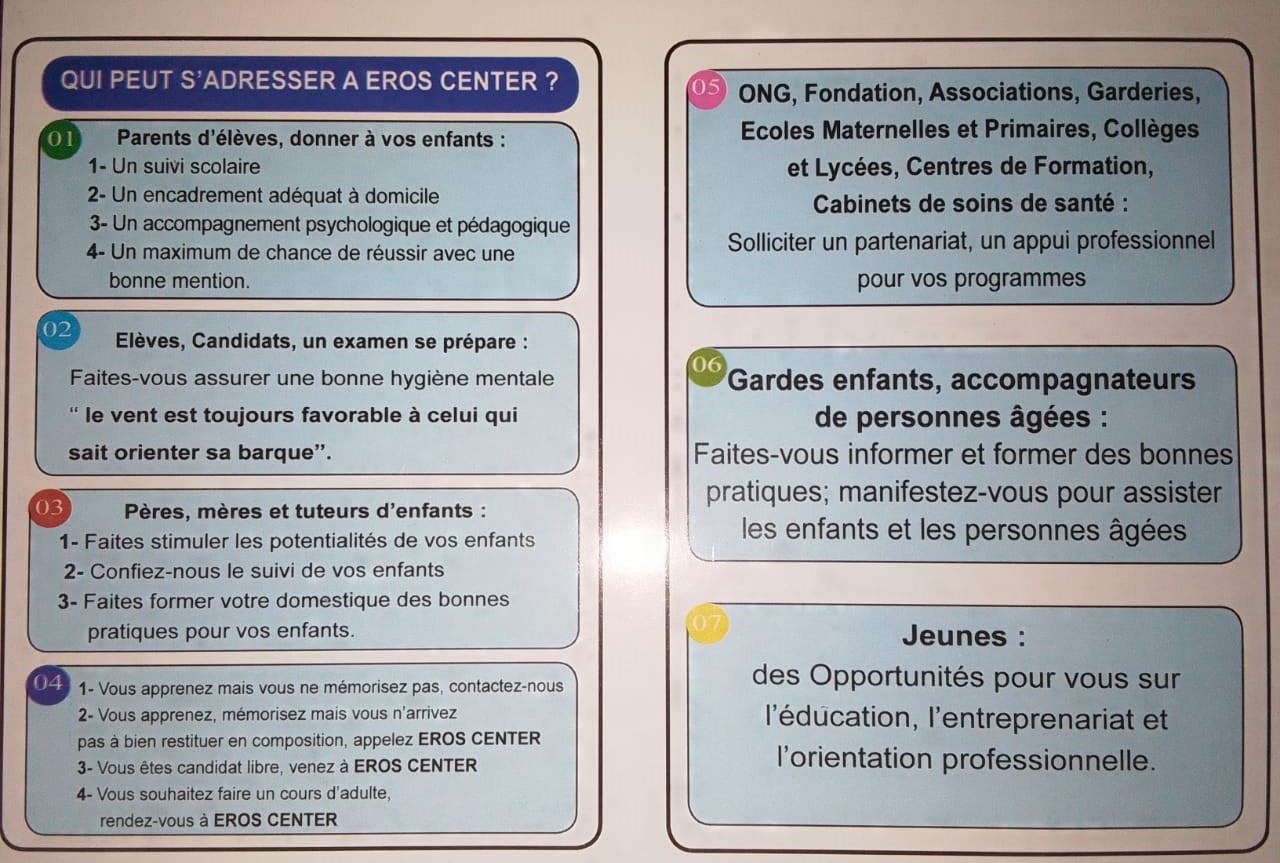 QUI PEUT S’ADRESSER A EROS CENTER ?
01
Parents d’élèves, donner à vos enfants :
1- Un suivi scolaire
2- Un encadrement adéquat à domicile
3- Un accompagnement psychologique et pédagogique
4- Un maximum de chance de réussir avec une
bonne mention.
02
Elèves, Candidats, un examen se prépare :
Faites-vous assurer une bonne hygiène mentale
“ le vent est toujours favorable à celui qui
sait orienter sa barque”.
03
Pères, mères et tuteurs d’enfants :
1- Faites stimuler les potentialités de vos enfants
2- Confiez-nous le suivi de vos enfants
3- Faites former votre domestique des bonnes
pratiques pour vos enfants.
04
1- Vous apprenez mais vous ne mémorisez pas, contactez-nous
2- Vous apprenez, mémorisez mais vous n’arrivez
pas à bien restituer en composition, appelez EROS CENTER
3- Vous êtes candidat libre, venez à EROS CENTER
4- Vous souhaitez faire un cours d’adulte,
rendez-vous à EROS CENTER
05
ONG, Fondation, Associations, Garderies,
Ecoles Maternelles et Primaires, Collèges
et Lycées, Centres de Formation,
Cabinets de soins de santé :
Solliciter un partenariat, un appui professionnel
pour vos programmes
06
Gardes enfants, accompagnateurs
de personnes âgées :
Faites-vous informer et former des bonnes
pratiques; manifestez-vous pour assister
les enfants et les personnes âgées
07
Jeunes :
des Opportunités pour vous sur
l’éducation, l’entreprenariat et
l’orientation professionnelle.